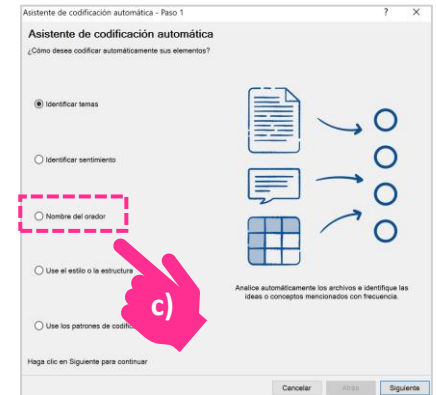 Asistente de codificación automática - Paso 1 ? ×
Asistente de codificación automática
¿Cómo desea codificar automáticamente sus elementos?
Identificar temas
Identificar sentimiento
Nombre del orador
Use el estilo o la estructura
c)
Analice automáticamente los archivos e identifique las
ideas o conceptos mencionados con frecuencia.
Use los patrones de
Haga clic en Siguiente para continuar
Cancelar Atrás Siguiente